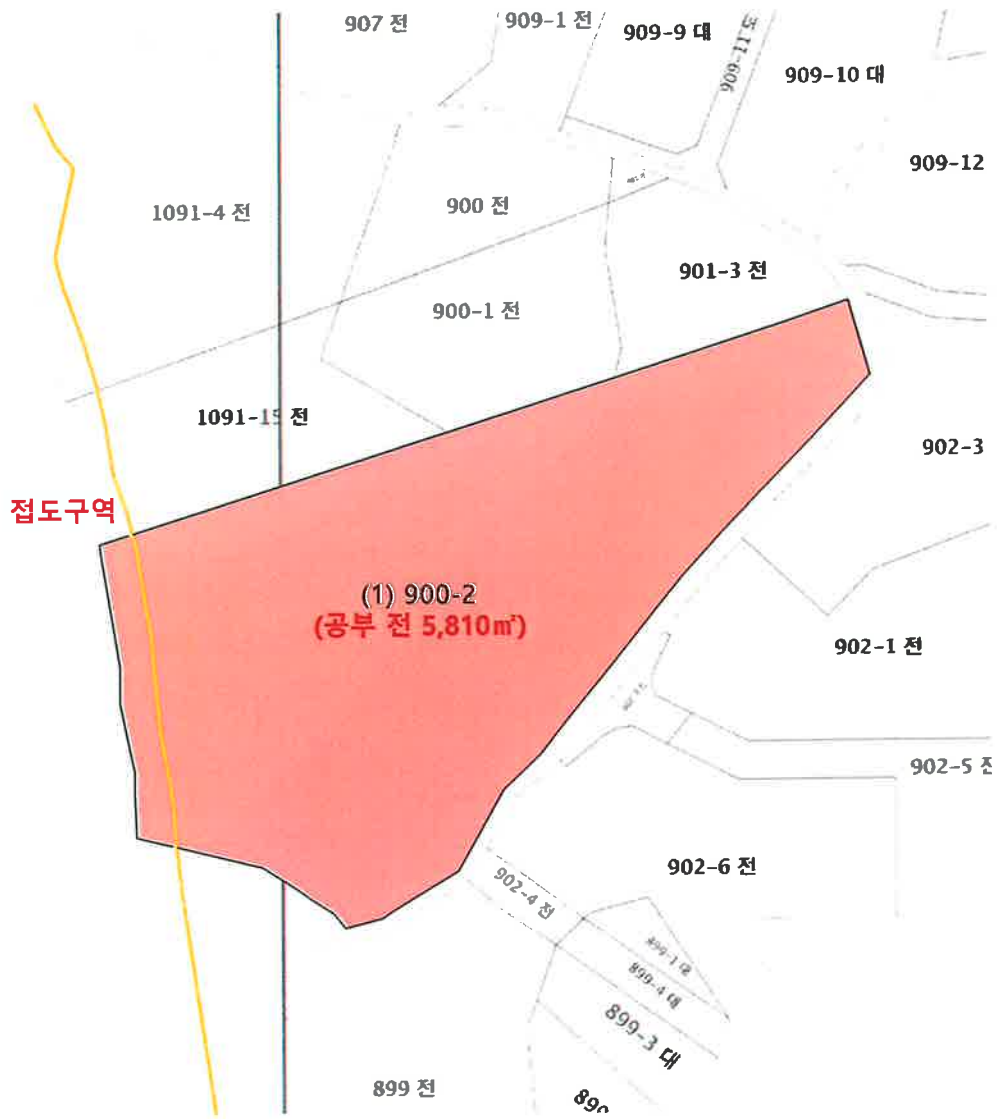 907 전
909-1 전
909-9 대
909-11 도
909-10 대
909-12
1091-4 전
900 전
901-3 전
900-1 전
1091-15 전
902-3
접도구역
(1) 900-2
(공부 전 5,810㎡)
902-1 전
902-5 전
902-6 전
902-4 전
899-1 대
899-4 대
899-3 대
899 전